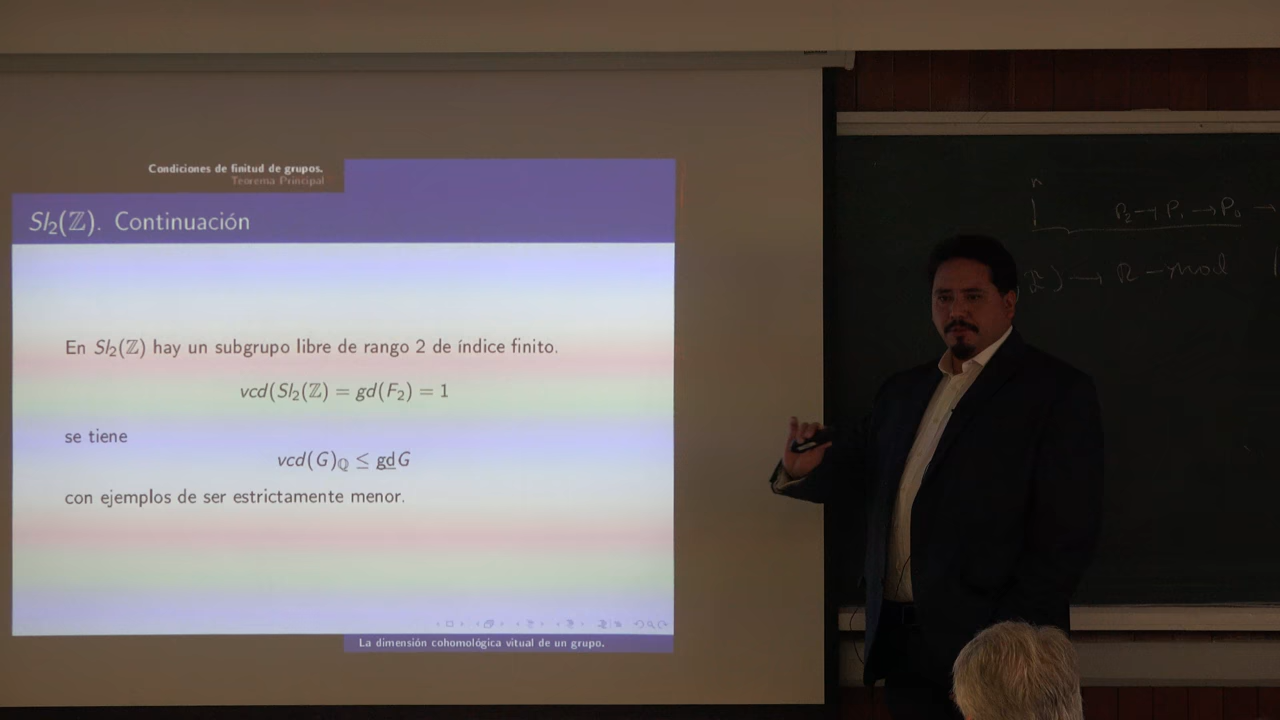 Condiciones de finitud de grupos.
Teorema Principal
Sl₂(ℤ). Continuación
En Sl₂(ℤ) hay un subgrupo libre de rango 2 de índice finito.
vcd(Sl₂(ℤ) = gd(F₂) = 1
se tiene
vcd(G)_ℚ ≤ g̲d̲G
con ejemplos de ser estrictamente menor.
La dimensión cohomológica vitual de un grupo.
n
P₂ → P₁ → P₀ →
) → R-mod